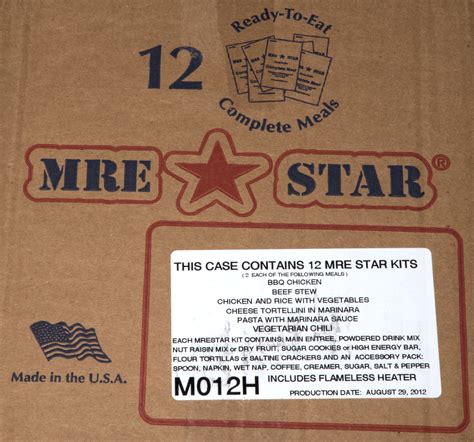 Ready-To-Eat
12
Complete Meals
MRE STAR®
THIS CASE CONTAINS 12 MRE STAR KITS
( 2 EACH OF THE FOLLOWING MEALS )
BBQ CHICKEN
BEEF STEW
CHICKEN AND RICE WITH VEGETABLES
CHEESE TORTELLINI IN MARINARA
PASTA WITH MARINARA SAUCE
VEGETARIAN CHILI
EACH MRESTAR KIT CONTAINS: MAIN ENTREE, POWDERED DRINK MIX
NUT RAISIN MIX or DRY FRUIT, SUGAR COOKIES or HIGH ENERGY BAR,
FLOUR TORTILLAS or SALTINE CRACKERS AND AN ACCESSORY PACK:
SPOON, NAPKIN, WET NAP, COFFEE, CREAMER, SUGAR, SALT & PEPPER
M012H INCLUDES FLAMELESS HEATER
PRODUCTION DATE: AUGUST 29, 2012
Made in the U.S.A.